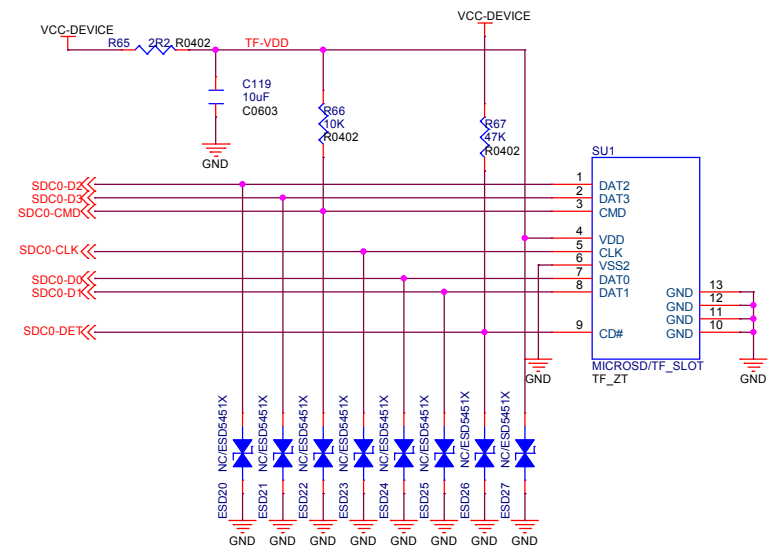 VCC-DEVICE
VCC-DEVICE
R65 2R2 R0402
TF-VDD
C119
10uF
C0603
GND
R66
10K
R0402
R67
47K
R0402
SU1
SDC0-D2
SDC0-D3
SDC0-CMD
SDC0-CLK
SDC0-D0
SDC0-D1
SDC0-DET
1 DAT2
2 DAT3
3 CMD
4 VDD
5 CLK
6 VSS2
7 DAT0
8 DAT1
9 CD#
GND 13
GND 12
GND 11
GND 10
MICROSD/TF_SLOT
TF_ZT
GND
GND
ESD20 NC/ESD5451X
ESD21 NC/ESD5451X
ESD22 NC/ESD5451X
ESD23 NC/ESD5451X
ESD24 NC/ESD5451X
ESD25 NC/ESD5451X
ESD26 NC/ESD5451X
ESD27 NC/ESD5451X
GND GND GND GND GND GND GND GND